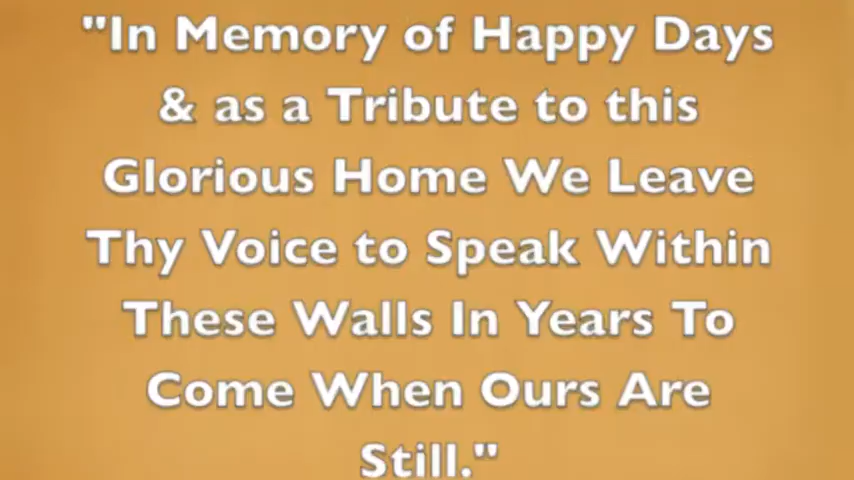 "In Memory of Happy Days
& as a Tribute to this
Glorious Home We Leave
Thy Voice to Speak Within
These Walls In Years To
Come When Ours Are
Still."